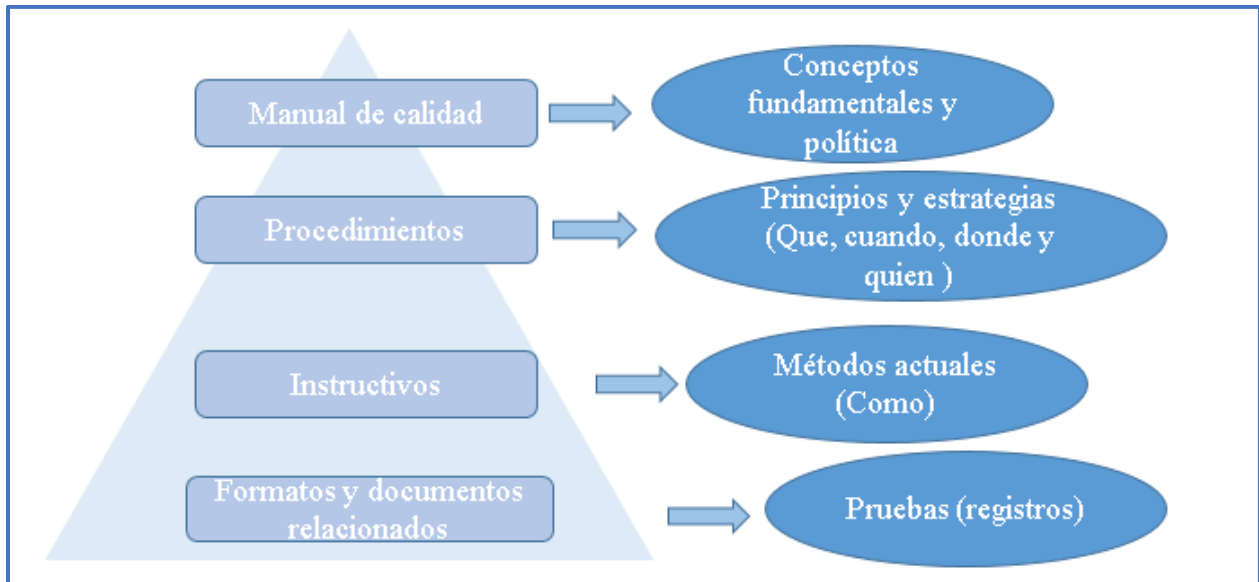 Manual de calidad
Conceptos
fundamentales y
política
Procedimientos
Principios y estrategias
(Que, cuando, donde y
quien )
Instructivos
Métodos actuales
(Como)
Formatos y documentos
relacionados
Pruebas (registros)